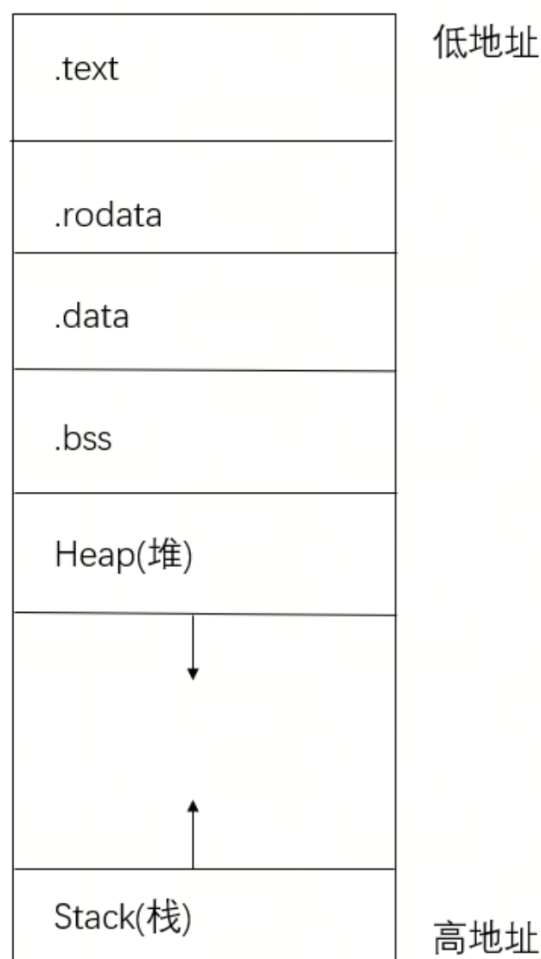 低地址
.text
.rodata
.data
.bss
Heap(堆)
Stack(栈)
高地址